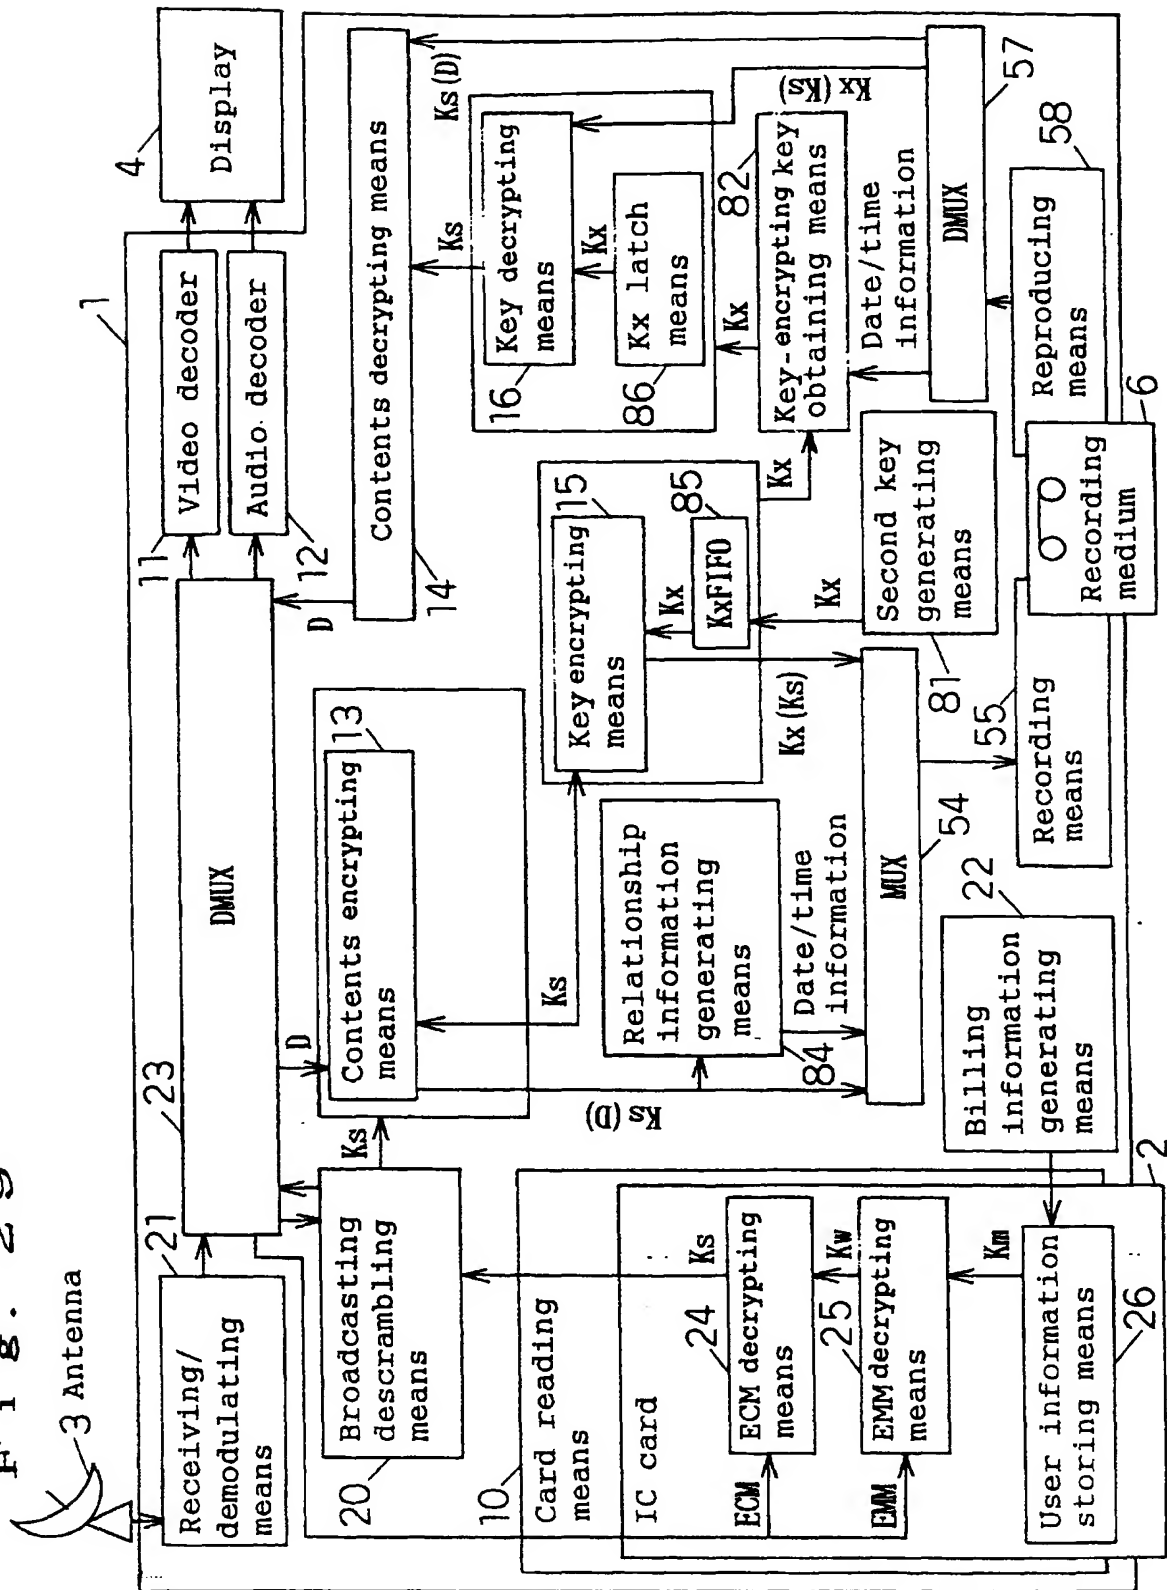 Fig. 29
3 Antenna
21
Receiving/
demodulating
means
23
DMUX
1
11
Video decoder
Audio decoder
12
4
Display
20
Broadcasting
descrambling
means
Ks
D
13
Contents encrypting
means
Ks
Ks(D)
D
Contents decrypting means
14
Ks(D)
10
Card reading
means
IC card
24
ECM decrypting
means
Ks
ECM
25
EMM decrypting
means
Kw
EMM
Km
User information
storing means
26
2
Billing
information
generating
means
22
Relationship
information
generating
means
84
Date/time
information
Key encrypting
means
15
Kx
KxFIFO
85
Kx
Kx(Ks)
Kx
MUX
54
Second key
generating
means
81
Recording
means
55
Recording
medium
6
Key decrypting
means
16
Ks
Kx
Kx latch
means
86
Kx
Kx(Ks)
Key-encrypting key
obtaining means
82
Date/time
information
DMUX
57
Reproducing
means
58